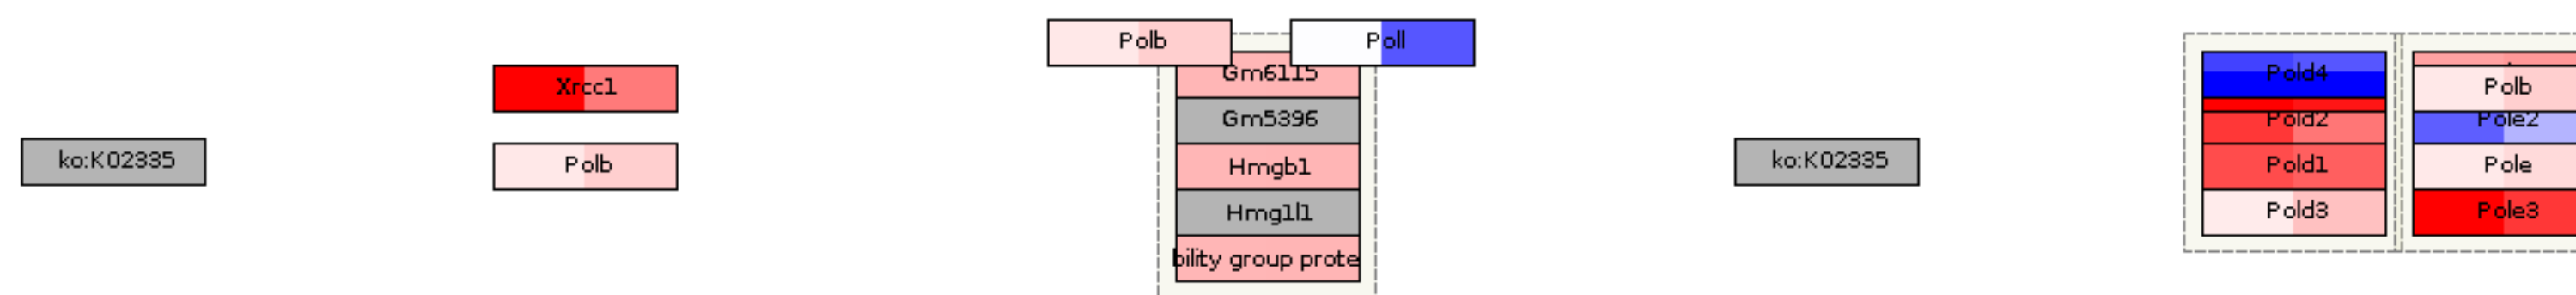 ko:K02335
Xrcc1
Polb
Polb
Poll
Gm6115
Gm5396
Hmgb1
Hmg1l1
bility group prote
ko:K02335
Pold4
Pold2
Pold1
Pold3
Polb
Pole2
Pole
Pole3